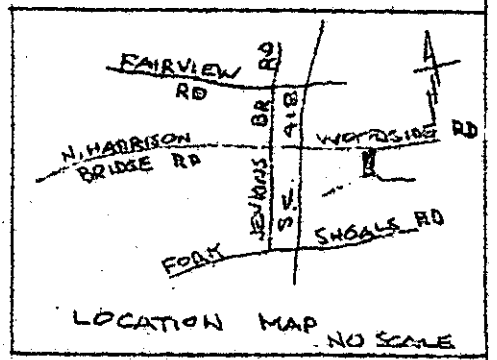 FAIRVIEW
RD
JENKINS BR RD
S.C. 418
WOODSIDE RD
N. HARRISON
BRIDGE RD
FORK SHOALS RD
LOCATION MAP
NO SCALE